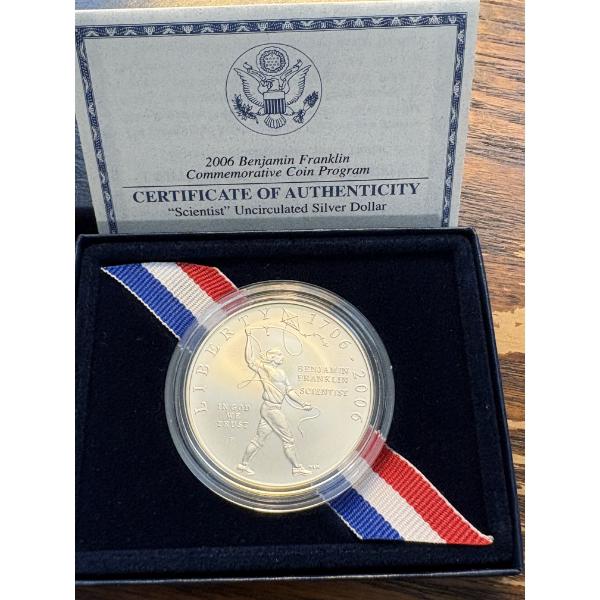 2006 Benjamin Franklin
Commemorative Coin Program
CERTIFICATE OF AUTHENTICITY
"Scientist" Uncirculated Silver Dollar
LIBERTY 1706-2006
BENJAMIN
FRANKLIN
SCIENTIST
IN GOD
WE
TRUST
P